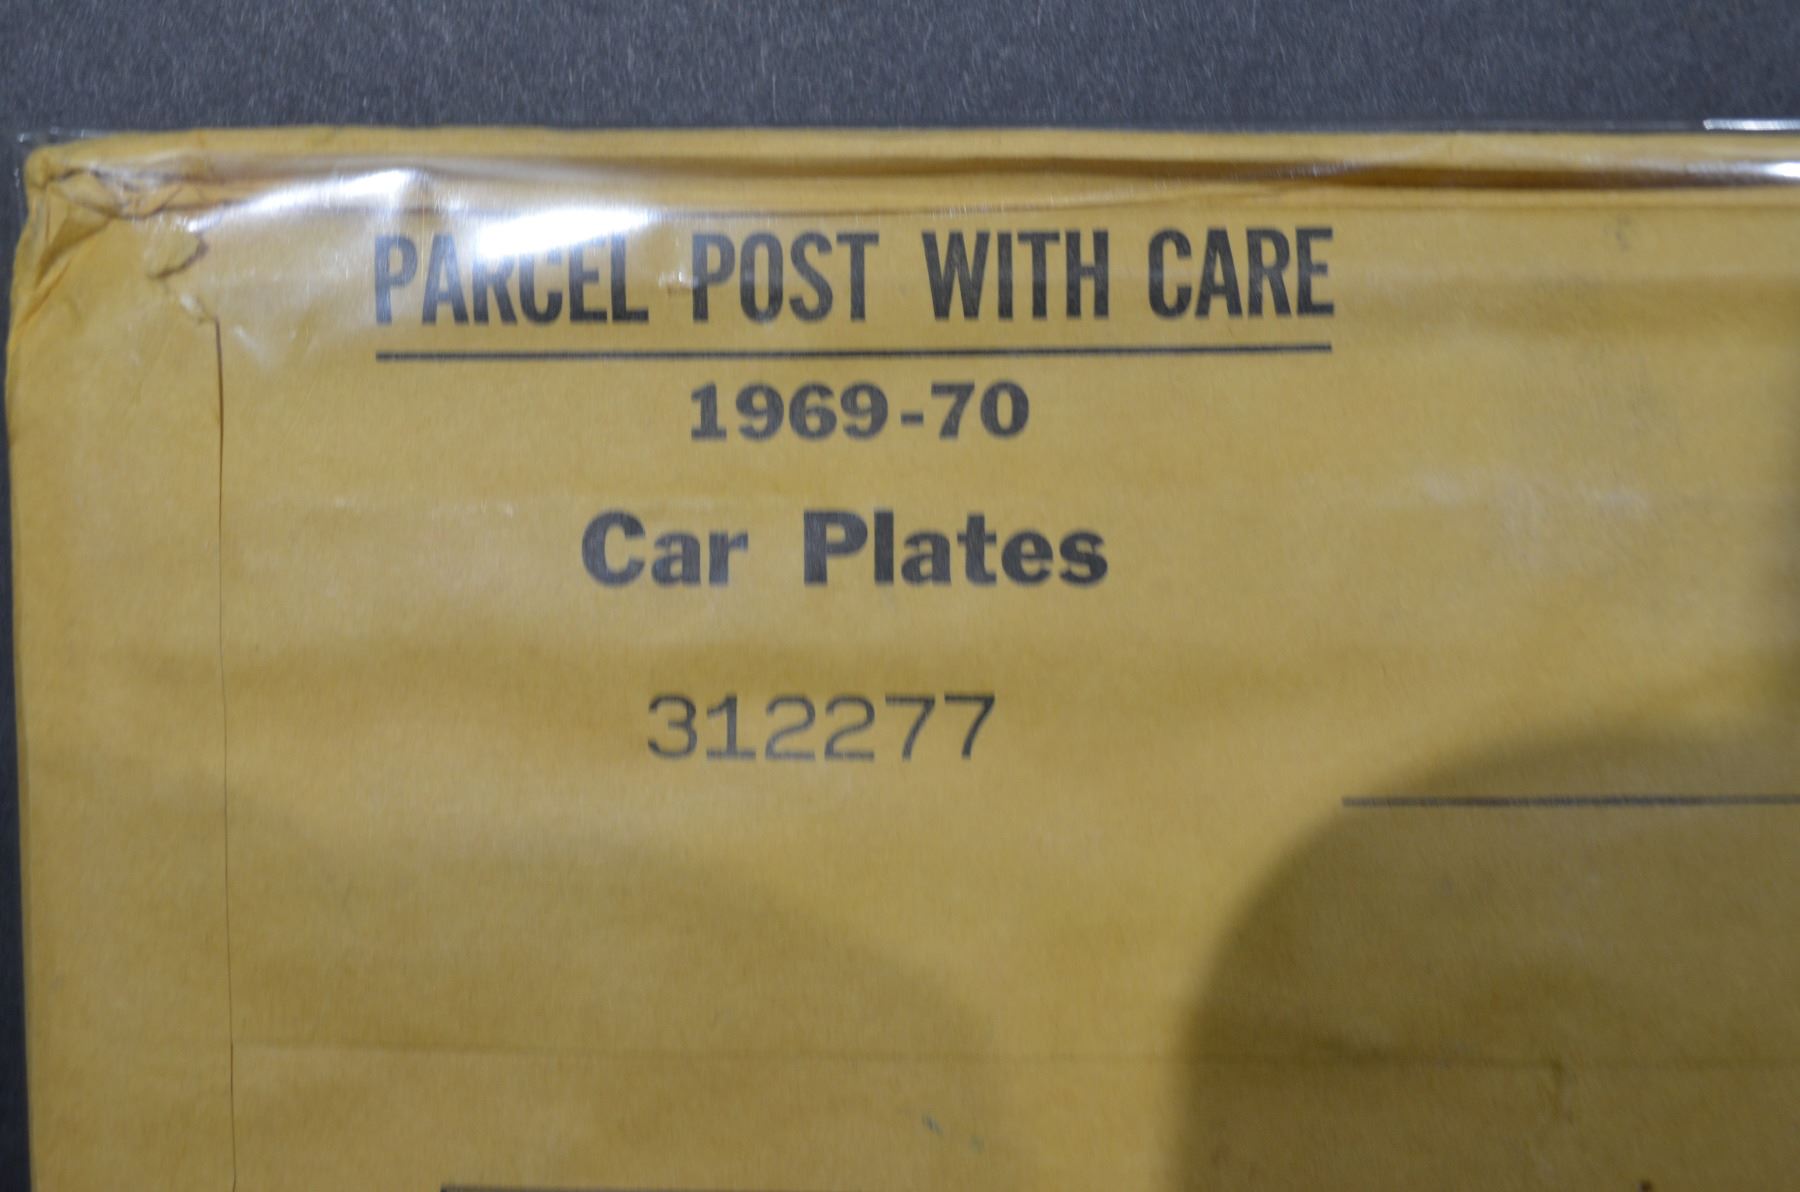 PARCEL POST WITH CARE
1969-70
Car Plates
312277